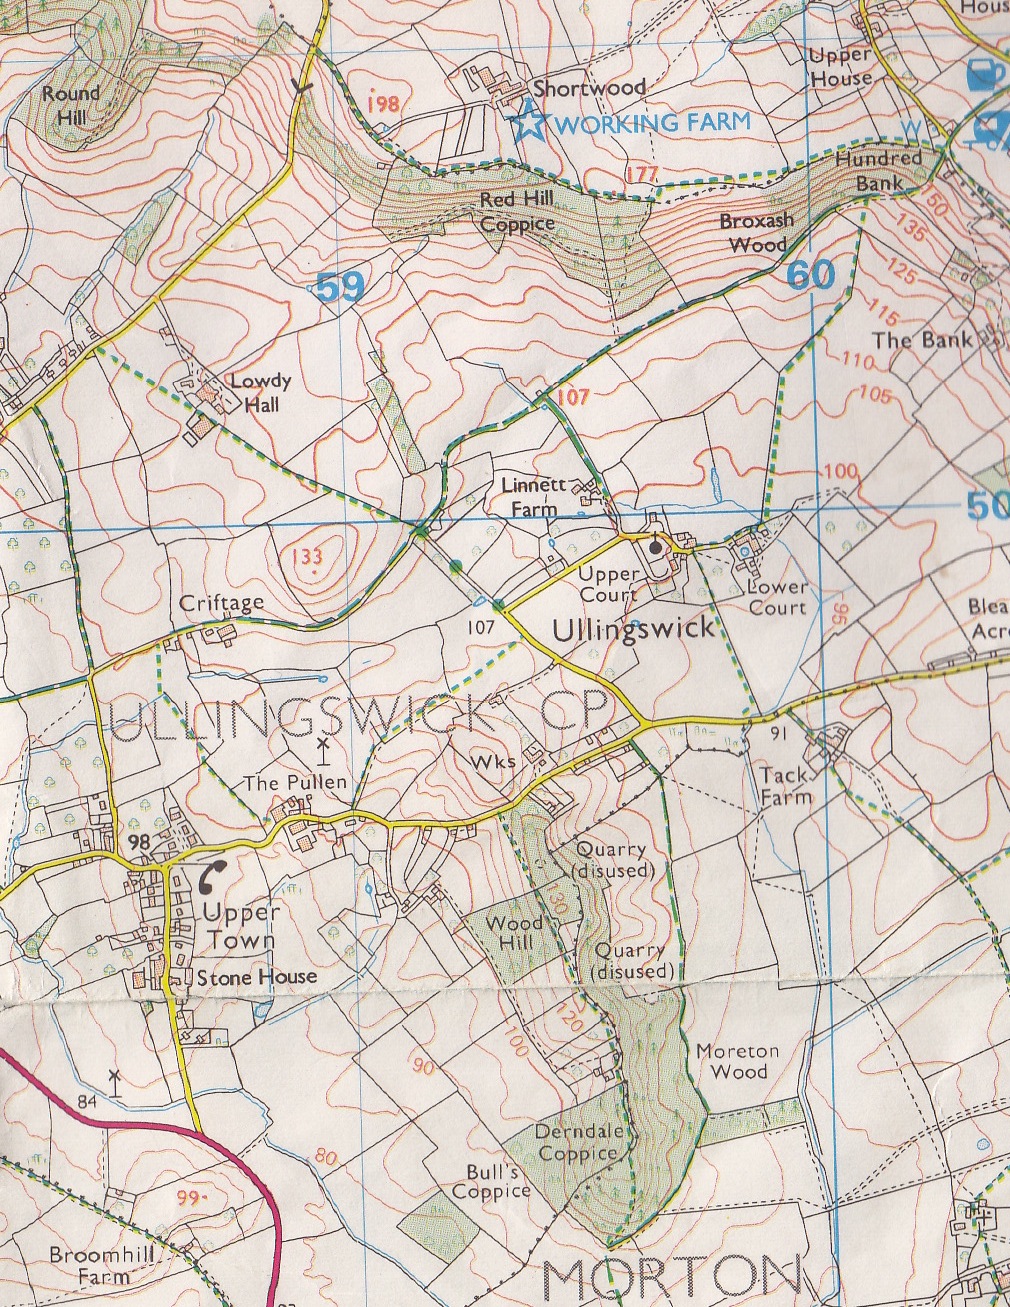 Hous
Upper
House
Round
Hill
198
Shortwood
WORKING FARM
W
Hundred
Bank
177
Red Hill
Coppice
Broxash
Wood
150
135
59
60
125
115
The Bank
110
105
107
Lowdy
Hall
100
Linnett
Farm
50
133
Upper
Court
Lower
Court
95
Criftage
107
Ullingswick
Blea
Acre
ULLINGSWICK CP
91
Wks
The Pullen
Tack
Farm
98
Quarry
(disused)
130
Upper
Town
Wood
Hill
Quarry
(disused)
Stone House
120
100
90
Moreton
Wood
84
Derndale
Coppice
80
Bull's
Coppice
99
Broomhill
Farm
MORTON